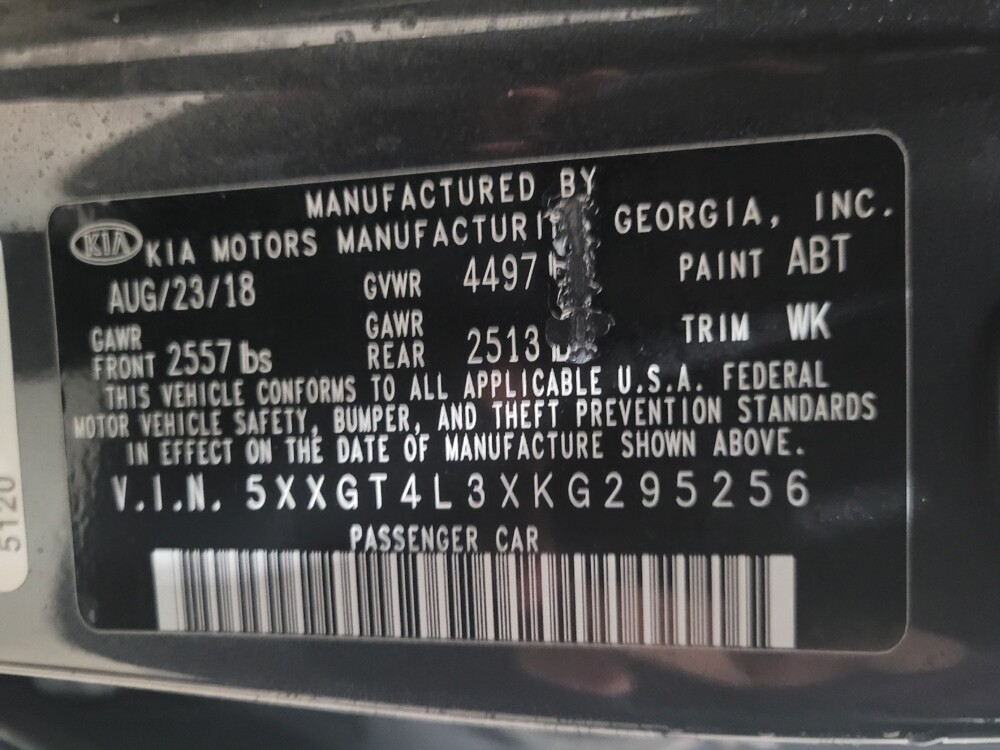 MANUFACTURED BY
KIA KIA MOTORS MANUFACTURI GEORGIA, INC.
AUG/23/18 GVWR 4497 PAINT ABT
GAWR FRONT 2557 lbs GAWR REAR 2513 TRIM WK
THIS VEHICLE CONFORMS TO ALL APPLICABLE U.S.A. FEDERAL
MOTOR VEHICLE SAFETY, BUMPER, AND THEFT PREVENTION STANDARDS
IN EFFECT ON THE DATE OF MANUFACTURE SHOWN ABOVE.
V.I.N. 5XXGT4L3XKG295256
PASSENGER CAR
5120